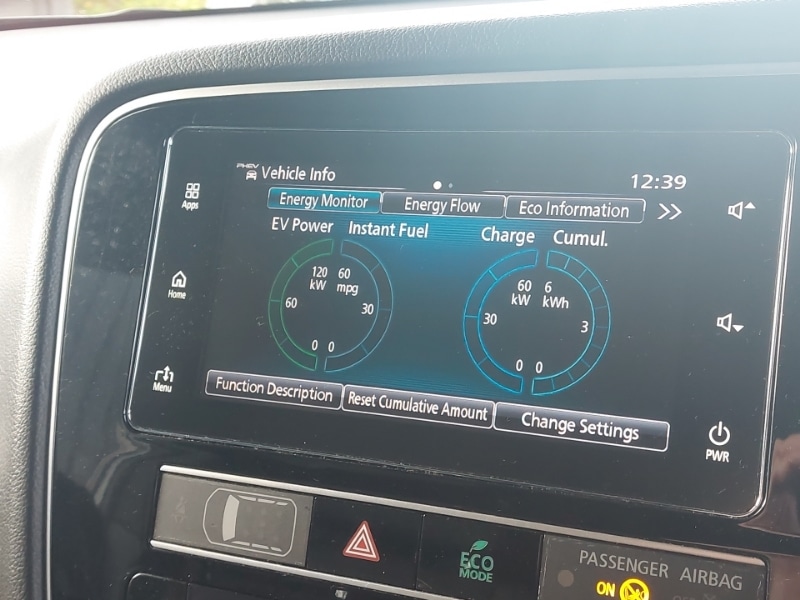 PHEV
Vehicle Info
12:39
Apps
Energy Monitor Energy Flow Eco Information >>
EV Power Instant Fuel Charge Cumul.
120 60 60 6
kW mpg kW kWh
60 30 30 3
0 0 0 0
Home
Menu
Function Description Reset Cumulative Amount Change Settings
PWR
ECO
MODE
PASSENGER AIRBAG
ON